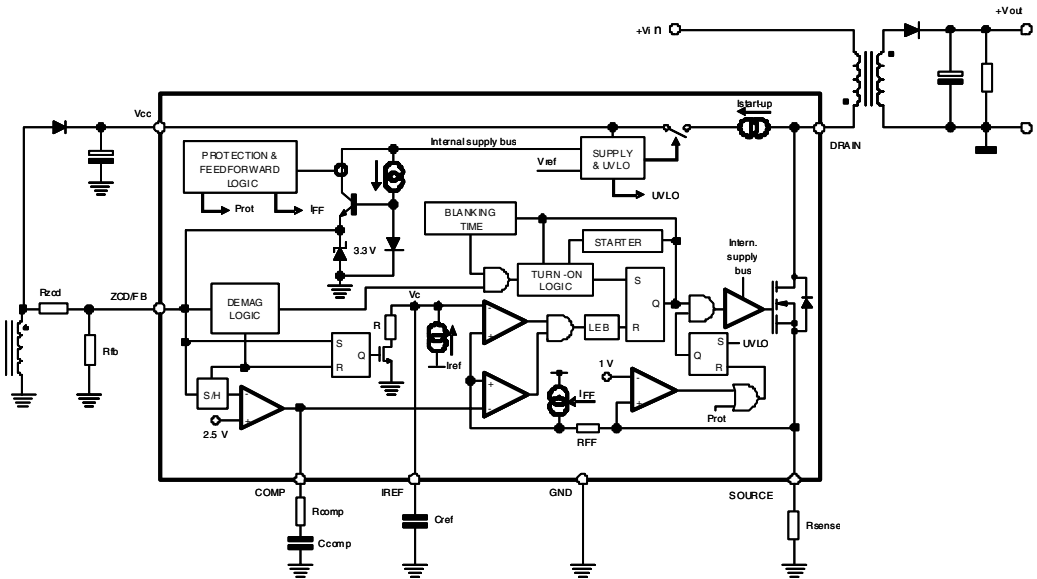 +Vout
+Vin
Vcc
Istart-up
DRAIN
Internal supply bus
PROTECTION &
FEEDFORWARD
LOGIC
Vref
SUPPLY
& UVLO
UVLO
Prot
IFF
BLANKING
TIME
3.3 V
STARTER
Intern.
supply
bus
Rzcd
ZCD/FB
DEMAG
LOGIC
TURN-ON
LOGIC
S
Q
R
Vc
R
LEB
Rfb
S
Q
R
Iref
S
UVLO
Q
R
1 V
-
+
-
+
-
+
-
+
S/H
IFF
Prot
2.5 V
RFF
COMP
IREF
GND
SOURCE
Rcomp
Cref
Rsense
Ccomp